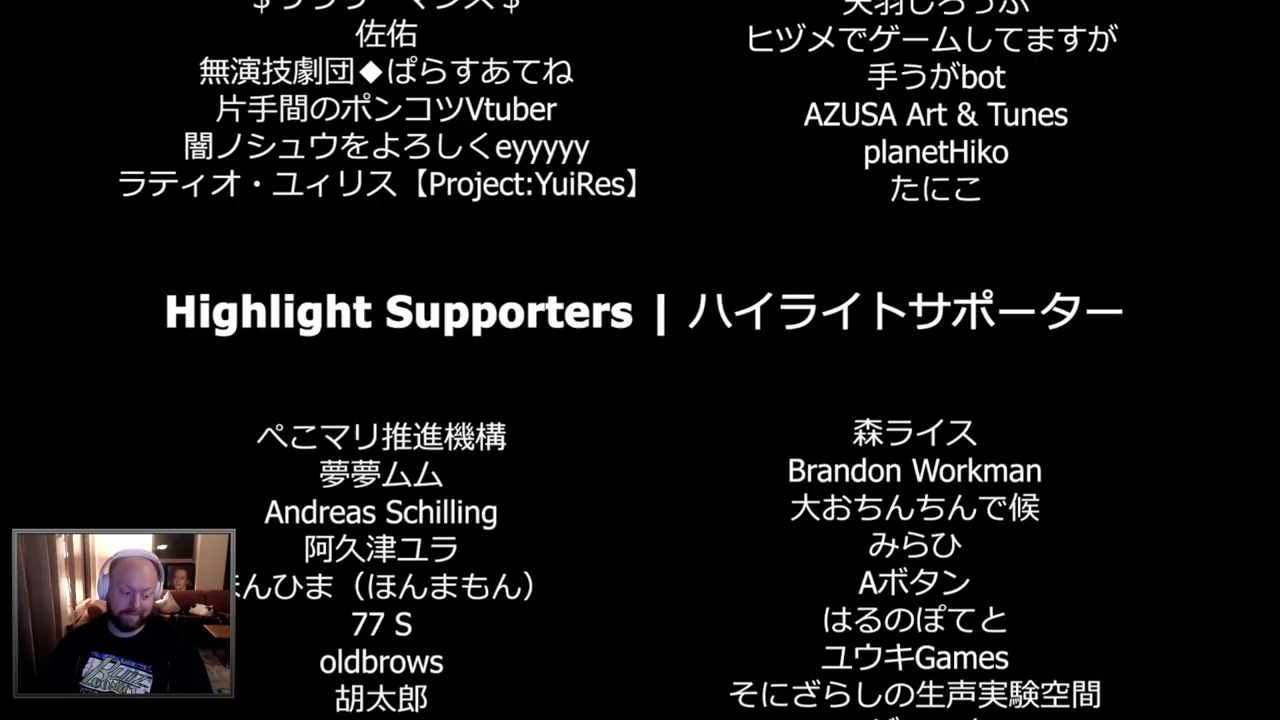 佐佑
無演技劇団◆ぱらすあてね
片手間のポンコツVtuber
闇ノシュウをよろしくeyyyyy
ラティオ・ユィリス【Project:YuiRes】
ヒヅメでゲームしてますが
手うがbot
AZUSA Art & Tunes
planetHiko
たにこ
Highlight Supporters | ハイライトサポーター
ぺこマリ推進機構
夢夢ムム
Andreas Schilling
阿久津ユラ
んひま（ほんまもん）
77 S
oldbrows
胡太郎
森ライス
Brandon Workman
大おちんちんで候
みらひ
Aボタン
はるのぽてと
ユウキGames
そにざらしの生声実験空間